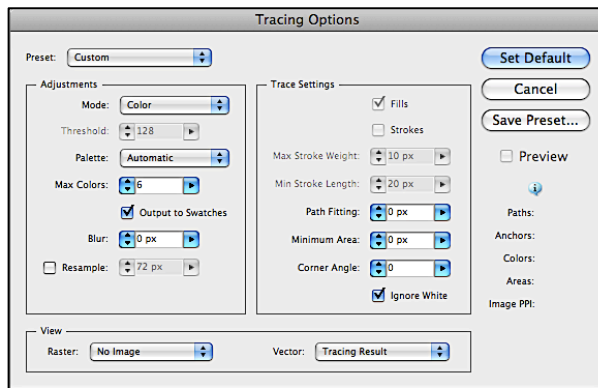 Tracing Options
Preset: Custom
Set Default
Cancel
Save Preset...
Preview
Adjustments
Mode: Color
Threshold: 128
Palette: Automatic
Max Colors: 6
Output to Swatches
Blur: 0 px
Resample: 72 px
Trace Settings
Fills
Strokes
Max Stroke Weight: 10 px
Min Stroke Length: 20 px
Path Fitting: 0 px
Minimum Area: 0 px
Corner Angle: 0
Ignore White
Paths:
Anchors:
Colors:
Areas:
Image PPI:
View
Raster: No Image
Vector: Tracing Result